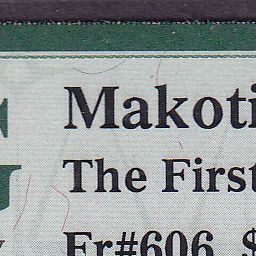 Makoti
The First
Fr#606 $